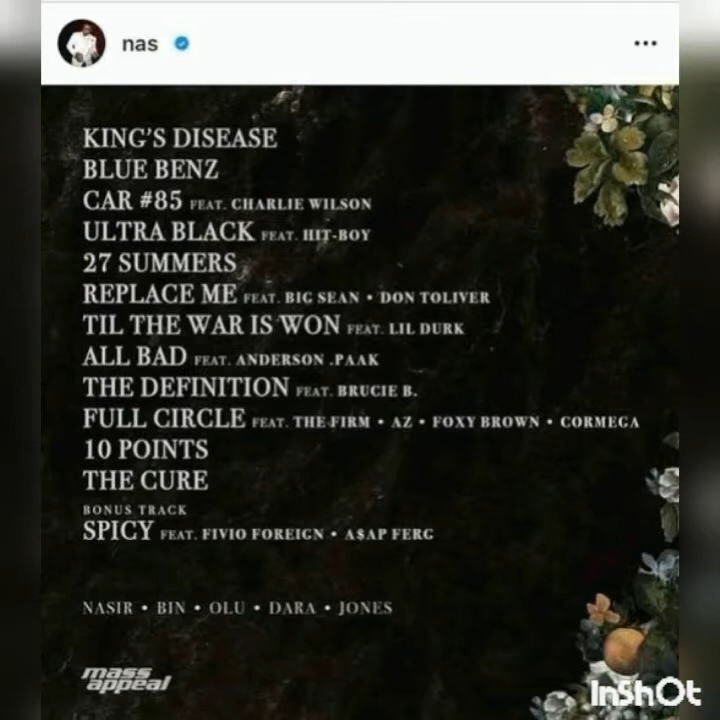 nas
KING'S DISEASE
BLUE BENZ
CAR #85 FEAT. CHARLIE WILSON
ULTRA BLACK FEAT. HIT-BOY
27 SUMMERS
REPLACE ME FEAT. BIG SEAN • DON TOLIVER
TIL THE WAR IS WON FEAT. LIL DURK
ALL BAD FEAT. ANDERSON .PAAK
THE DEFINITION FEAT. BRUCIE B.
FULL CIRCLE FEAT. THE FIRM • AZ • FOXY BROWN • CORMEGA
10 POINTS
THE CURE
BONUS TRACK
SPICY FEAT. FIVIO FOREIGN • A$AP FERG
NASIR • BIN • OLU • DARA • JONES
mass
appeal
InShOt